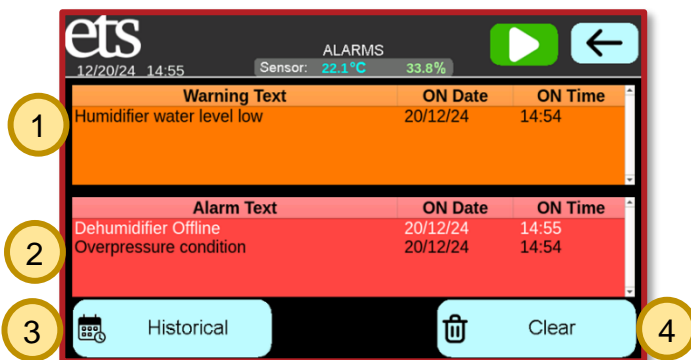 ets
ALARMS
12/20/24 14:55
Sensor: 22.1°C 33.8%
1
Warning Text ON Date ON Time
Humidifier water level low 20/12/24 14:54
2
Alarm Text ON Date ON Time
Dehumidifier Offline 20/12/24 14:55
Overpressure condition 20/12/24 14:54
3
Historical
Clear
4